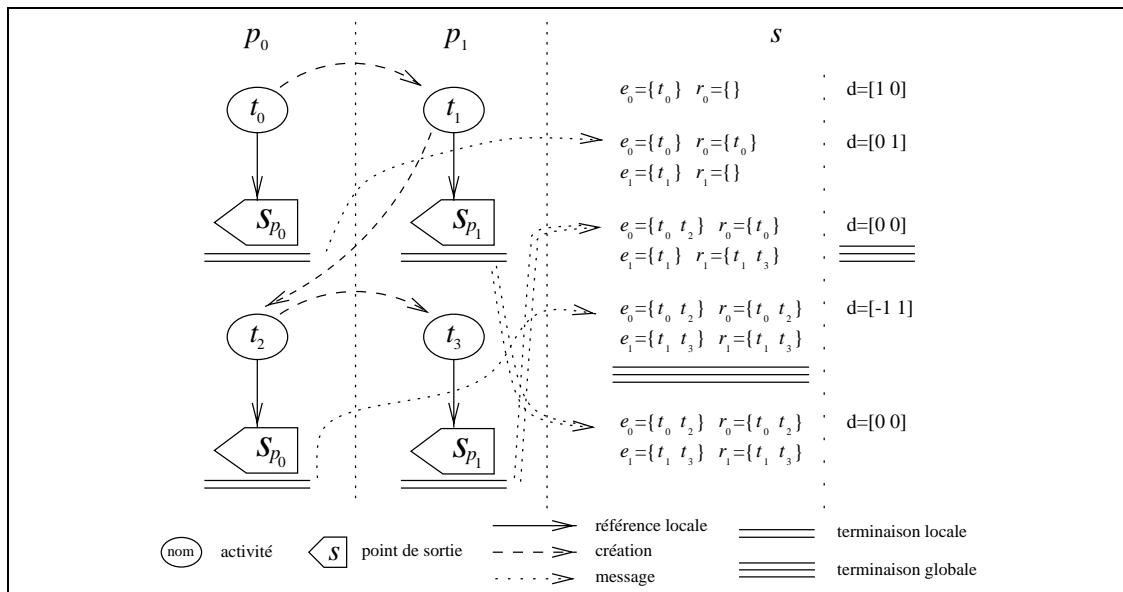 p0 p1 s
e0={t0} r0={} d=[1 0]
t0 t1
e0={t0} r0={t0} d=[0 1]
e1={t1} r1={}
Sp0 Sp1
e0={t0 t2} r0={t0} d=[0 0]
e1={t1} r1={t1 t3}
e0={t0 t2} r0={t0 t2} d=[-1 1]
e1={t1 t3} r1={t1 t3}
t2 t3
e0={t0 t2} r0={t0 t2} d=[0 0]
e1={t1 t3} r1={t1 t3}
Sp0 Sp1
référence locale
terminaison locale
nom activité S point de sortie création
message
terminaison globale